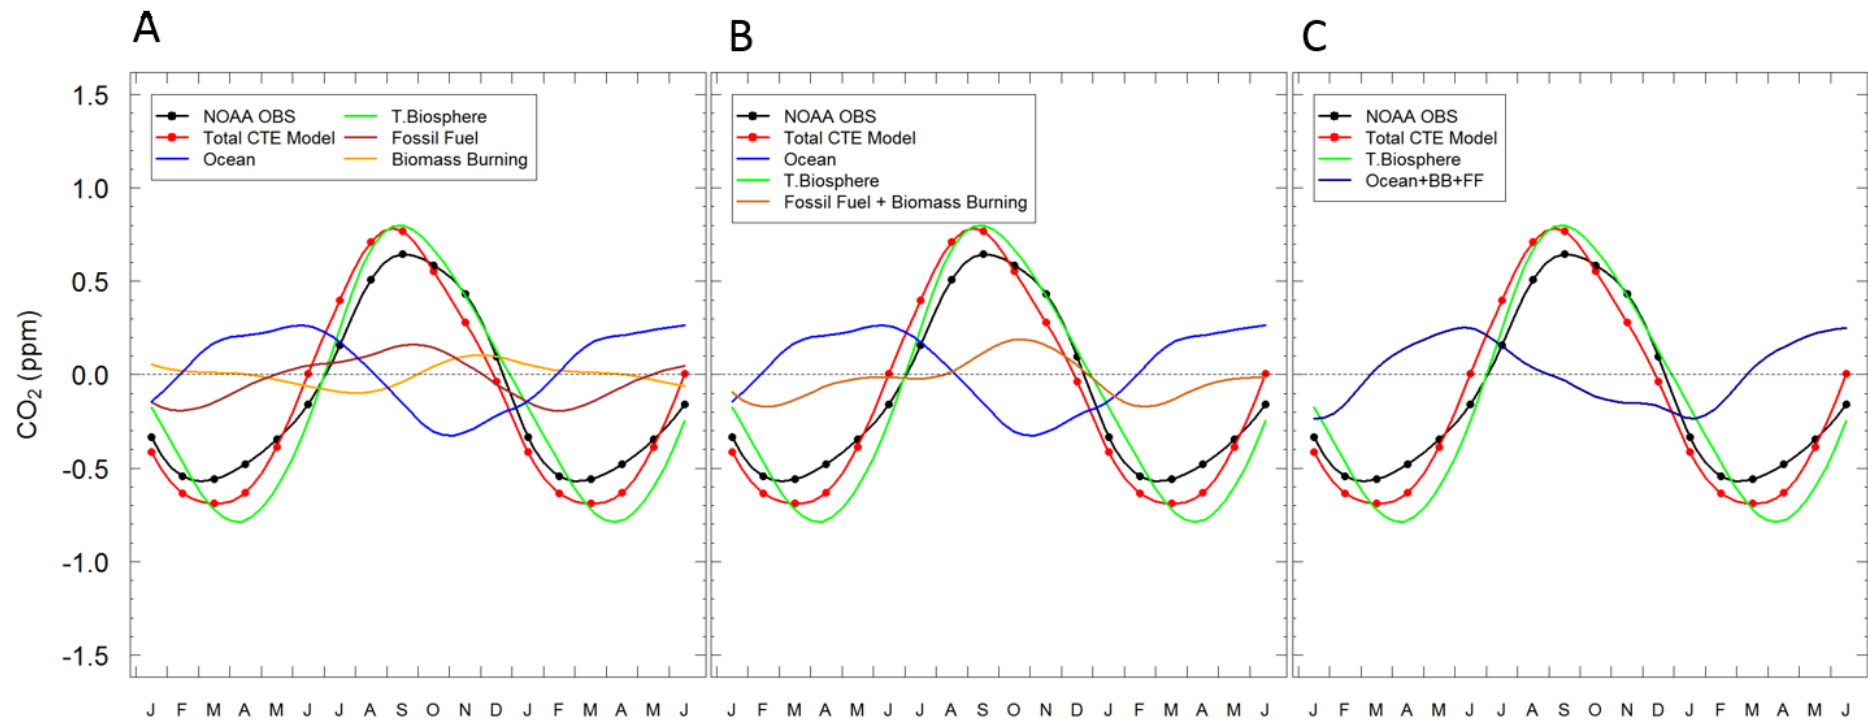 A B C
1.5
1.0
0.5
0.0
-0.5
-1.0
-1.5
CO2 (ppm)
NOAA OBS T.Biosphere
Total CTE Model Fossil Fuel
Ocean Biomass Burning
J F M A M J J A S O N D J F M A M J
NOAA OBS
Total CTE Model
Ocean
T.Biosphere
Fossil Fuel + Biomass Burning
J F M A M J J A S O N D J F M A M J
NOAA OBS
Total CTE Model
T.Biosphere
Ocean+BB+FF
J F M A M J J A S O N D J F M A M J